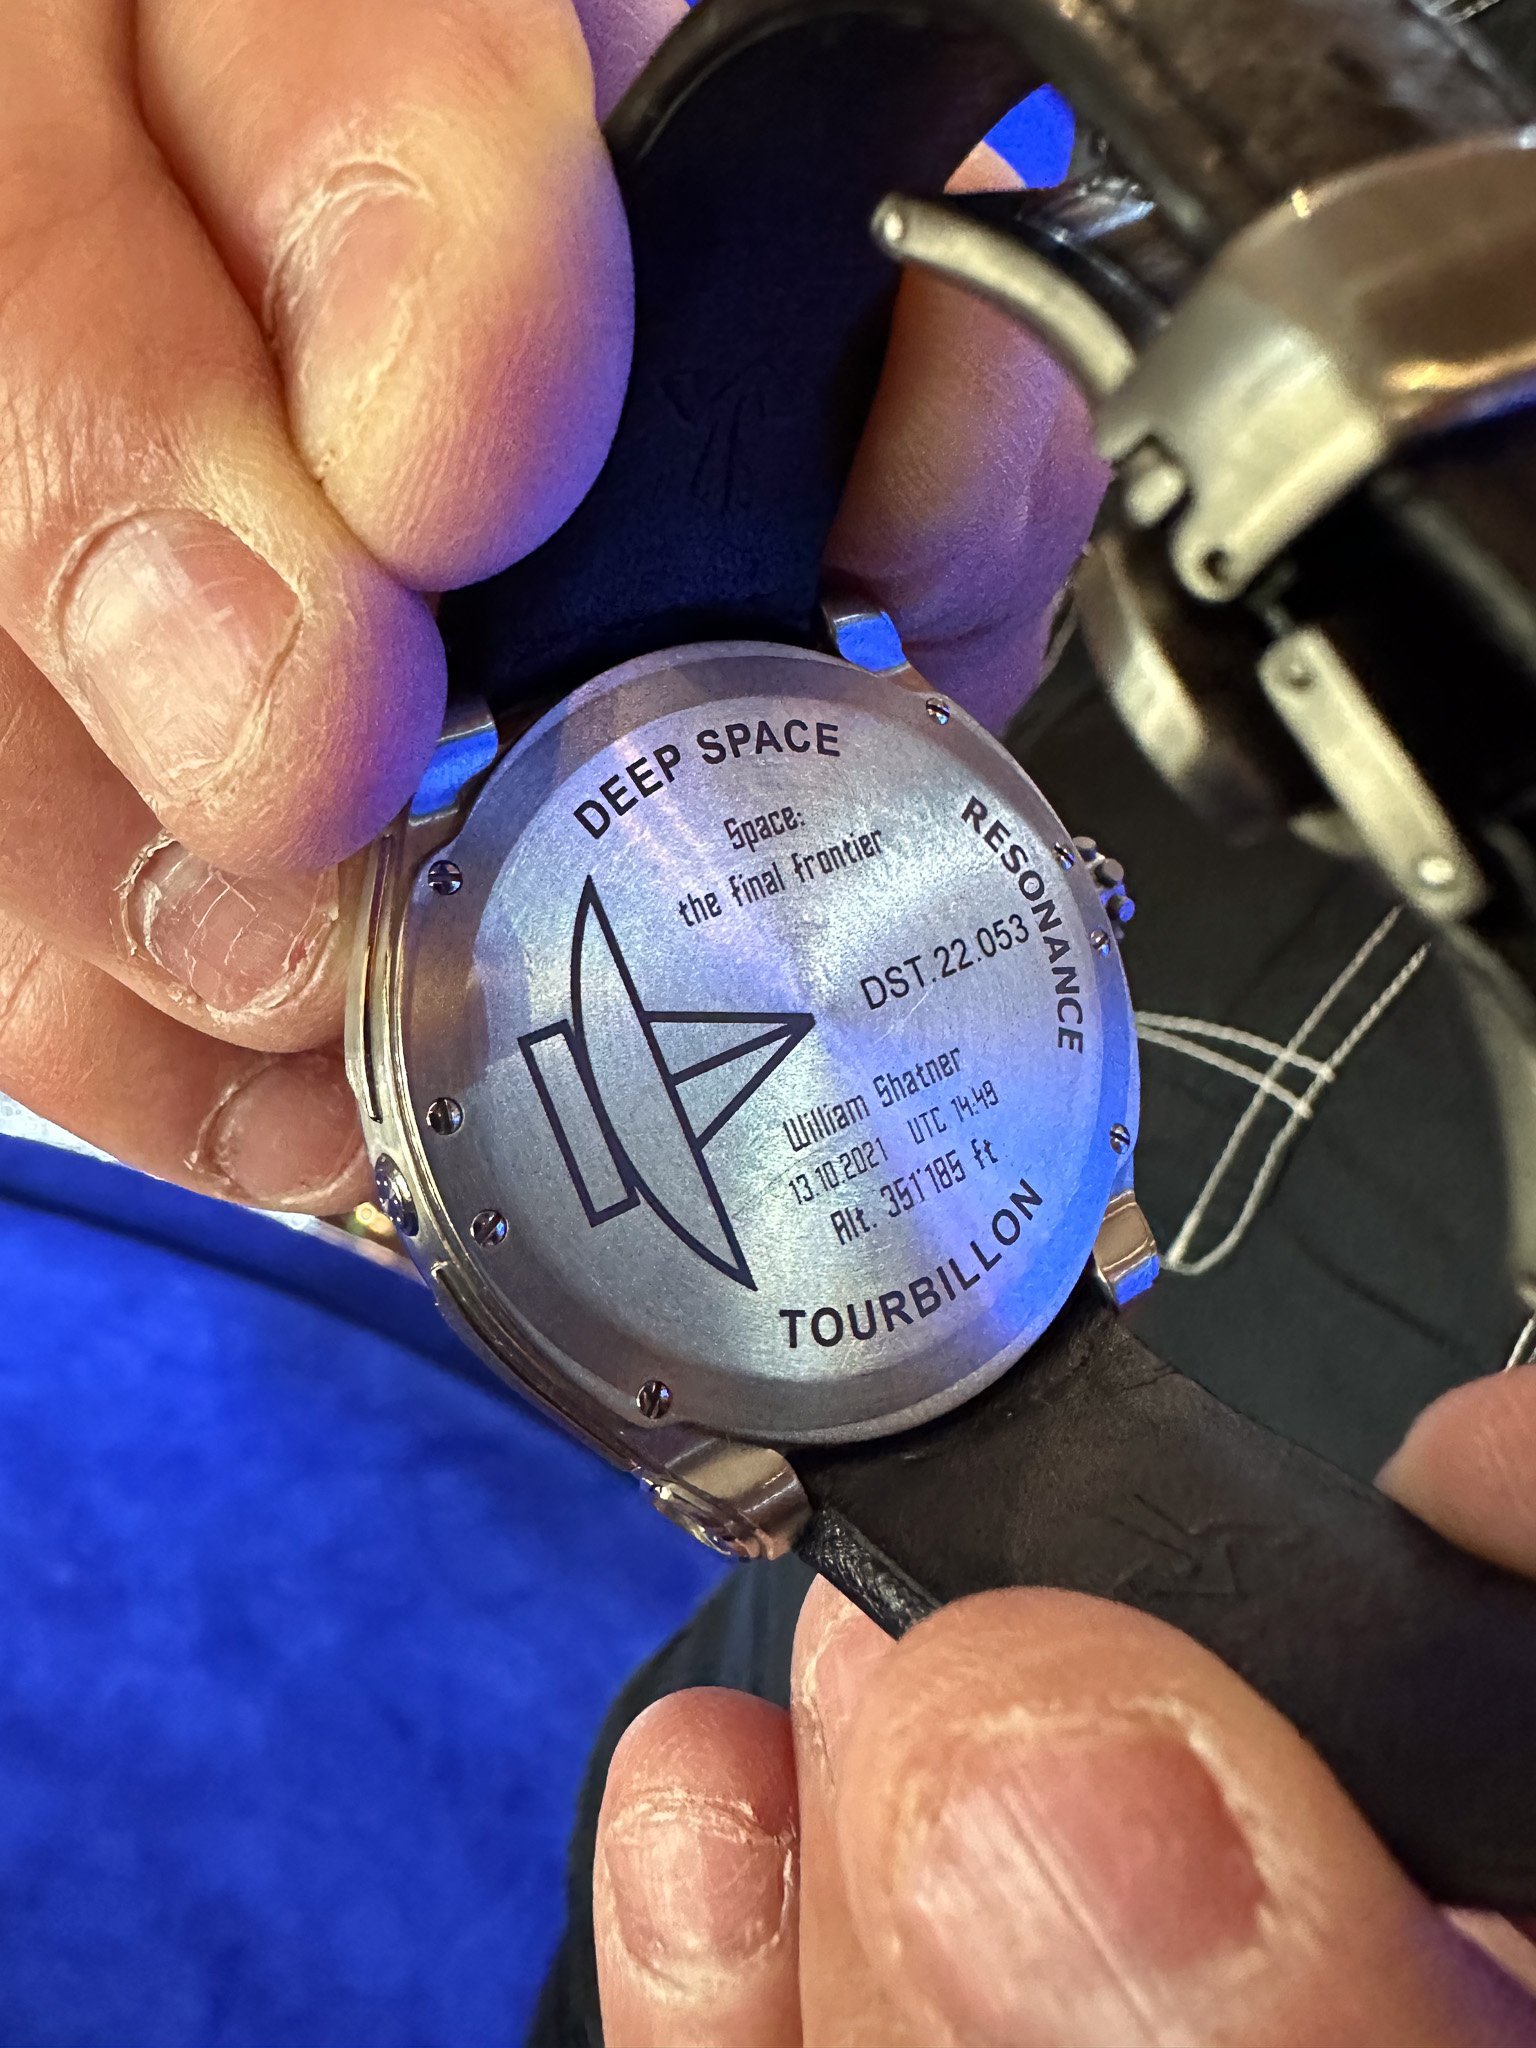 DEEP SPACE
RESONANCE
TOURBILLON
Space:
the final frontier
DST.22.053
William Shatner
13.10.2021 UTC 14:49
Alt. 351'185 ft